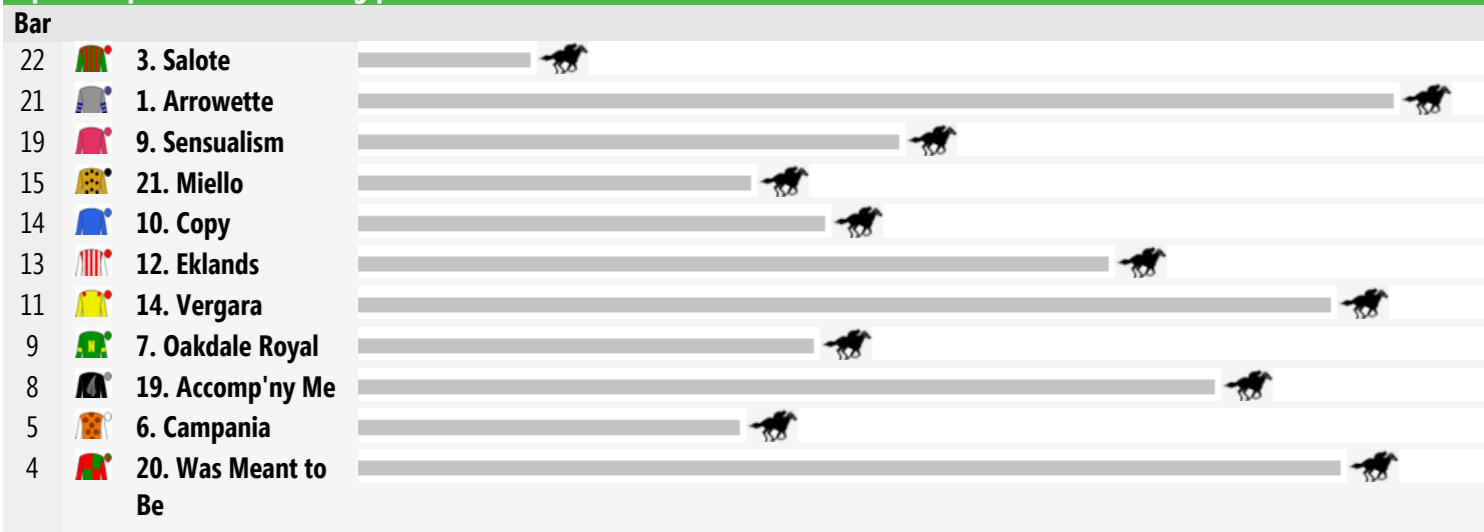 Bar
22 3. Salote
21 1. Arrowette
19 9. Sensualism
15 21. Miello
14 10. Copy
13 12. Eklands
11 14. Vergara
9 N 7. Oakdale Royal
8 19. Accomp'ny Me
5 6. Campania
4 20. Was Meant to
Be